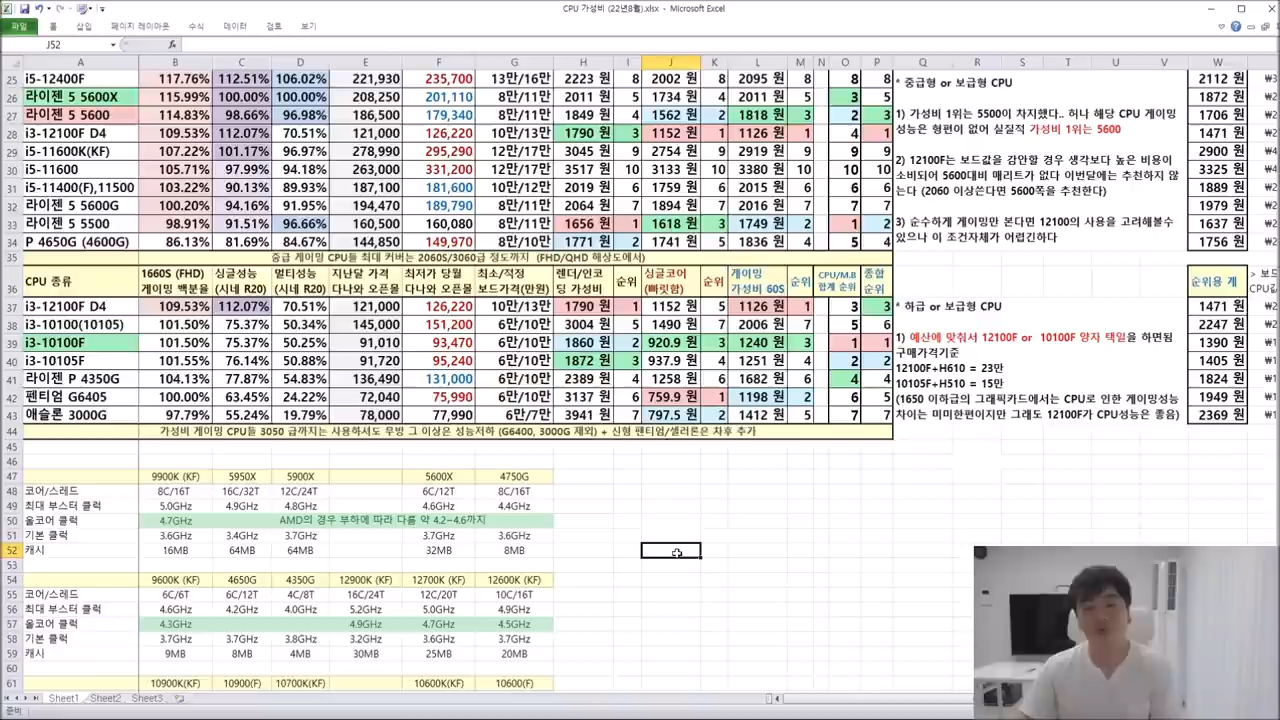 CPU 가성비 (22년8월).xlsx - Microsoft Excel
파일 홈 삽입 페이지 레이아웃 수식 데이터 검토 보기
J52 fx
A B C D E F G H I J K L M N O P Q R S T U V W
25 i5-12400F 117.76% 112.51% 106.02% 221,930 235,700 13만/16만 2223 원 8 2002 원 8 2095 원 8 8 8 2112 원
26 라이젠 5 5600X 115.99% 100.00% 100.00% 208,250 201,110 8만/11만 2011 원 5 1734 원 4 2011 원 5 3 5 1872 원
27 라이젠 5 5600 114.83% 98.66% 96.98% 186,500 179,340 8만/11만 1849 원 4 1562 원 2 1818 원 3 2 3 1706 원
28 i3-12100F D4 109.53% 112.07% 70.51% 121,000 126,220 10만/13만 1790 원 3 1152 원 1 1126 원 1 4 1 1471 원
29 i5-11600K(KF) 107.22% 101.17% 96.97% 278,990 295,290 12만/17만 3045 원 9 2754 원 9 2919 원 9 9 9 2900 원
30 i5-11600 105.71% 97.99% 94.18% 263,000 331,200 12만/17만 3517 원 10 3133 원 10 3380 원 10 10 10 3325 원
31 i5-11400(F),11500 103.22% 90.13% 89.93% 187,100 181,600 10만/12만 2019 원 6 1759 원 6 2015 원 6 6 6 1889 원
32 라이젠 5 5600G 100.20% 94.16% 91.95% 194,470 189,790 8만/11만 2064 원 7 1894 원 7 2016 원 7 7 7 1979 원
33 라이젠 5 5500 98.91% 91.51% 96.66% 160,500 160,080 8만/11만 1656 원 1 1618 원 3 1749 원 2 1 2 1637 원
34 P 4650G (4600G) 86.13% 81.69% 84.67% 144,850 149,970 8만/10만 1771 원 2 1741 원 5 1836 원 4 5 4 1756 원
* 중급형 or 보급형 CPU
1) 가성비 1위는 5500이 차지했다.. 허나 해당 CPU 게이밍
성능은 형편이 없어 실질적 가성비 1위는 5600
2) 12100F는 보드값을 감안할 경우 생각보다 높은 비용이
소비되어 5600대비 매리트가 없다 이번달에는 추천하지 않
는다 (2060 이상쓴다면 5600쪽을 추천한다)
3) 순수하게 게이밍만 본다면 12100의 사용을 고려해볼수
있으나 이 조건자체가 어렵긴하다
35 중급 게이밍 CPU들 최대 커버는 2060S/3060급 정도까지 (FHD/QHD 해상도에서)
36 CPU 종류 1660S (FHD) 게이밍 백분율 싱글성능 (시네 R20) 멀티성능 (시네 R20) 지난달 가격 다나와 오픈몰 최저가 당월 다나와 오픈몰 최소/적정 보드가격(만원) 렌더/인코딩 가성비 순위 싱글코어 (빠릿함) 순위 게이밍 가성비 60S 순위 CPU/M.B 합계 순위 종합 순위 순위용 계
37 i3-12100F D4 109.53% 112.07% 70.51% 121,000 126,220 10만/13만 1790 원 1 1152 원 5 1126 원 1 3 3 1471 원
38 i3-10100(10105) 101.50% 75.37% 50.34% 145,000 151,200 6만/10만 3004 원 5 1490 원 7 2006 원 7 5 6 2247 원
39 i3-10100F 101.50% 75.37% 50.25% 91,010 93,470 6만/10만 1860 원 2 920.9 원 3 1240 원 3 1 1 1390 원
40 i3-10105F 101.55% 76.14% 50.88% 91,720 95,240 6만/10만 1872 원 3 937.9 원 4 1251 원 4 2 2 1405 원
41 라이젠 P 4350G 104.13% 77.87% 54.83% 136,490 131,000 8만/10만 2389 원 4 1258 원 6 1682 원 6 4 4 1824 원
42 펜티엄 G6405 100.00% 63.45% 24.22% 72,040 75,990 6만/10만 3137 원 6 759.9 원 1 1198 원 2 6 5 1949 원
43 애슬론 3000G 97.79% 55.24% 19.79% 78,000 77,990 6만/7만 3941 원 7 797.5 원 2 1412 원 5 7 7 2369 원
* 하급 or 보급형 CPU
1) 예산에 맞춰서 12100F or 10100F 양자 택일을 하면됨
구매가격기준
12100F+H610 = 23만
10105F+H510 = 15만
(1650 이하급의 그래픽카드에서는 CPU로 인한 게이밍성능
차이는 미미한편이지만 그래도 12100F가 CPU성능은 좋음)
44 가성비 게이밍 CPU들 3050 급까지는 사용하셔도 무방 그 이상은 성능저하 (G6400, 3000G 제외) + 신형 펜티엄/셀러론은 차후 추가
45
46
47 9900K (KF) 5950X 5900X 5600X 4750G
48 코어/스레드 8C/16T 16C/32T 12C/24T 6C/12T 8C/16T
49 최대 부스터 클럭 5.0GHz 4.9GHz 4.8GHz 4.6GHz 4.4GHz
50 올코어 클럭 4.7GHz AMD의 경우 부하에 따라 다름 약 4.2~4.6까지
51 기본 클럭 3.6GHz 3.4GHz 3.7GHz 3.7GHz 3.6GHz
52 캐시 16MB 64MB 64MB 32MB 8MB
53
54 9600K (KF) 4650G 4350G 12900K (KF) 12700K (KF) 12600K (KF)
55 코어/스레드 6C/6T 6C/12T 4C/8T 16C/24T 12C/20T 10C/16T
56 최대 부스터 클럭 4.6GHz 4.2GHz 4.0GHz 5.2GHz 5.0GHz 4.9GHz
57 올코어 클럭 4.3GHz 4.9GHz 4.7GHz 4.5GHz
58 기본 클럭 3.7GHz 3.7GHz 3.8GHz 3.2GHz 3.6GHz 3.7GHz
59 캐시 9MB 8MB 4MB 30MB 25MB 20MB
60
61 10900K(KF) 10900(F) 10700K(KF) 10600K(KF) 10600(F)
Sheet1 Sheet2 Sheet3
준비